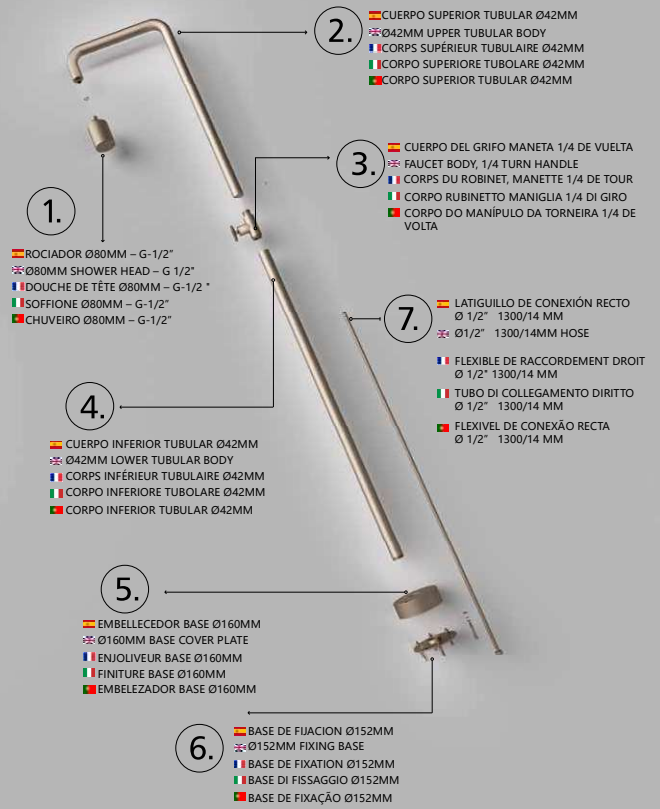 1.
ROCIADOR Ø80MM – G-1/2”
Ø80MM SHOWER HEAD – G 1/2"
DOUCHE DE TÊTE Ø80MM – G-1/2 "
SOFFIONE Ø80MM – G-1/2”
CHUVEIRO Ø80MM – G-1/2”
2.
CUERPO SUPERIOR TUBULAR Ø42MM
Ø42MM UPPER TUBULAR BODY
CORPS SUPÉRIEUR TUBULAIRE Ø42MM
CORPO SUPERIORE TUBOLARE Ø42MM
CORPO SUPERIOR TUBULAR Ø42MM
3.
CUERPO DEL GRIFO MANETA 1/4 DE VUELTA
FAUCET BODY, 1/4 TURN HANDLE
CORPS DU ROBINET, MANETTE 1/4 DE TOUR
CORPO RUBINETTO MANIGLIA 1/4 DI GIRO
CORPO DO MANÍPULO DA TORNEIRA 1/4 DE
VOLTA
4.
CUERPO INFERIOR TUBULAR Ø42MM
Ø42MM LOWER TUBULAR BODY
CORPS INFÉRIEUR TUBULAIRE Ø42MM
CORPO INFERIORE TUBOLARE Ø42MM
CORPO INFERIOR TUBULAR Ø42MM
5.
EMBELLECEDOR BASE Ø160MM
Ø160MM BASE COVER PLATE
ENJOLIVEUR BASE Ø160MM
FINITURE BASE Ø160MM
EMBELEZADOR BASE Ø160MM
6.
BASE DE FIJACION Ø152MM
Ø152MM FIXING BASE
BASE DE FIXATION Ø152MM
BASE DI FISSAGGIO Ø152MM
BASE DE FIXAÇÃO Ø152MM
7.
LATIGUILLO DE CONEXIÓN RECTO
Ø 1/2” 1300/14 MM
Ø1/2” 1300/14MM HOSE
FLEXIBLE DE RACCORDEMENT DROIT
Ø 1/2" 1300/14 MM
TUBO DI COLLEGAMENTO DIRITTO
Ø 1/2” 1300/14 MM
FLEXIVEL DE CONEXÃO RECTA
Ø 1/2” 1300/14 MM